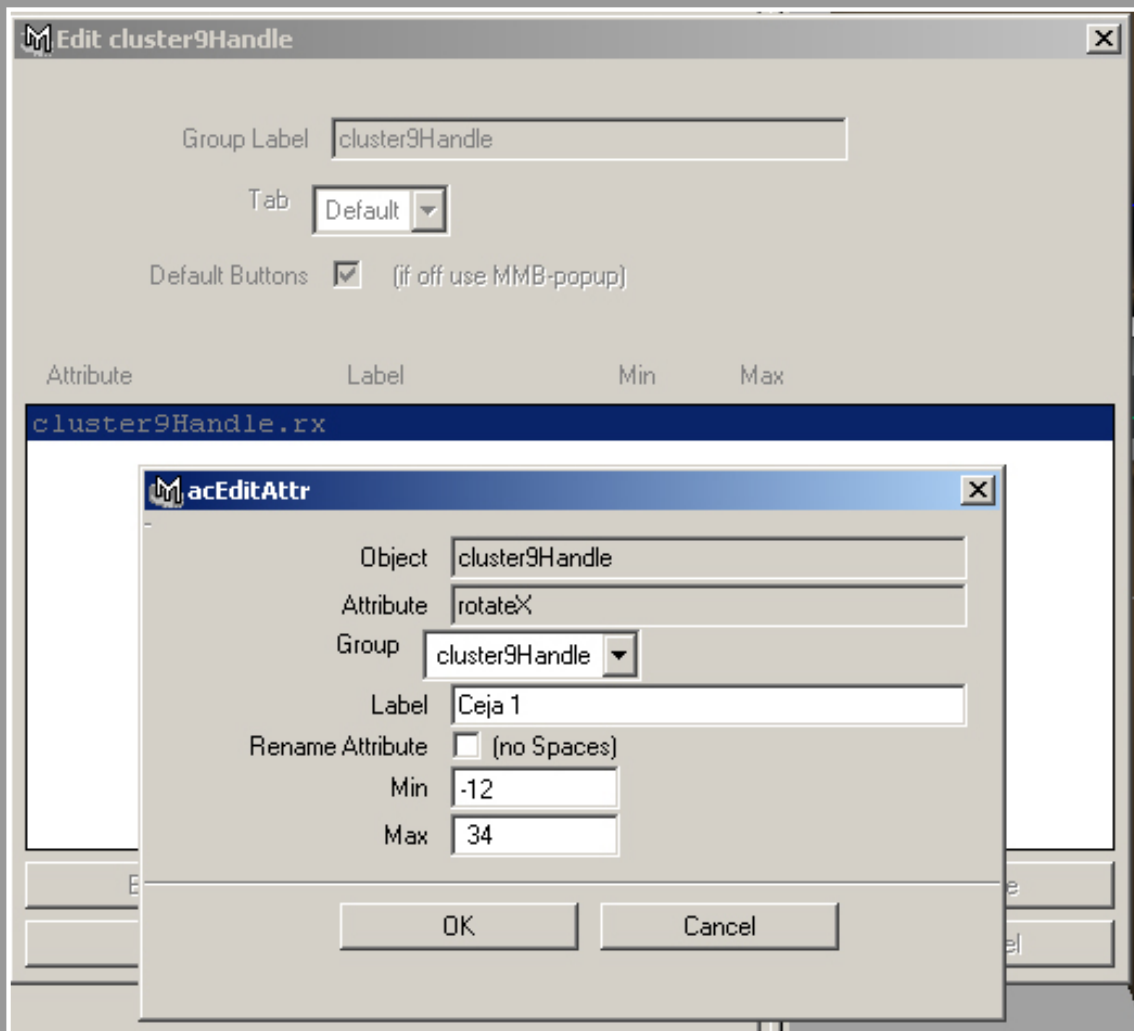 Edit cluster9Handle
Group Label cluster9Handle
Tab Default
Default Buttons (if off use MMB-popup)
Attribute Label Min Max
cluster9Handle.rx
acEditAttr
Object cluster9Handle
Attribute rotateX
Group cluster9Handle
Label Ceja 1
Rename Attribute (no Spaces)
Min -12
Max 34
OK Cancel